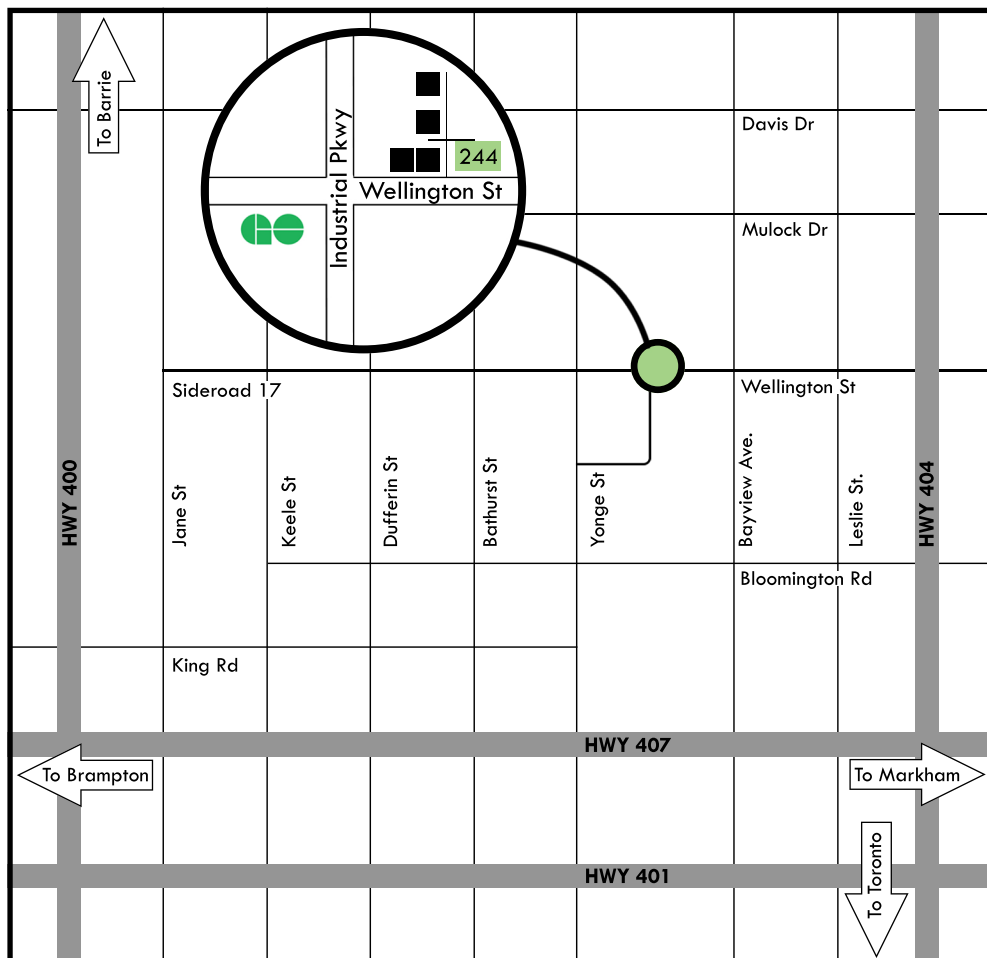 To Barrie
Industrial Pkwy
Davis Dr
244
Wellington St
GO
Mulock Dr
Sideroad 17
Wellington St
HWY 400
Jane St
Keele St
Dufferin St
Bathurst St
Yonge St
Bayview Ave.
Leslie St.
HWY 404
Bloomington Rd
King Rd
HWY 407
To Brampton
To Markham
To Toronto
HWY 401